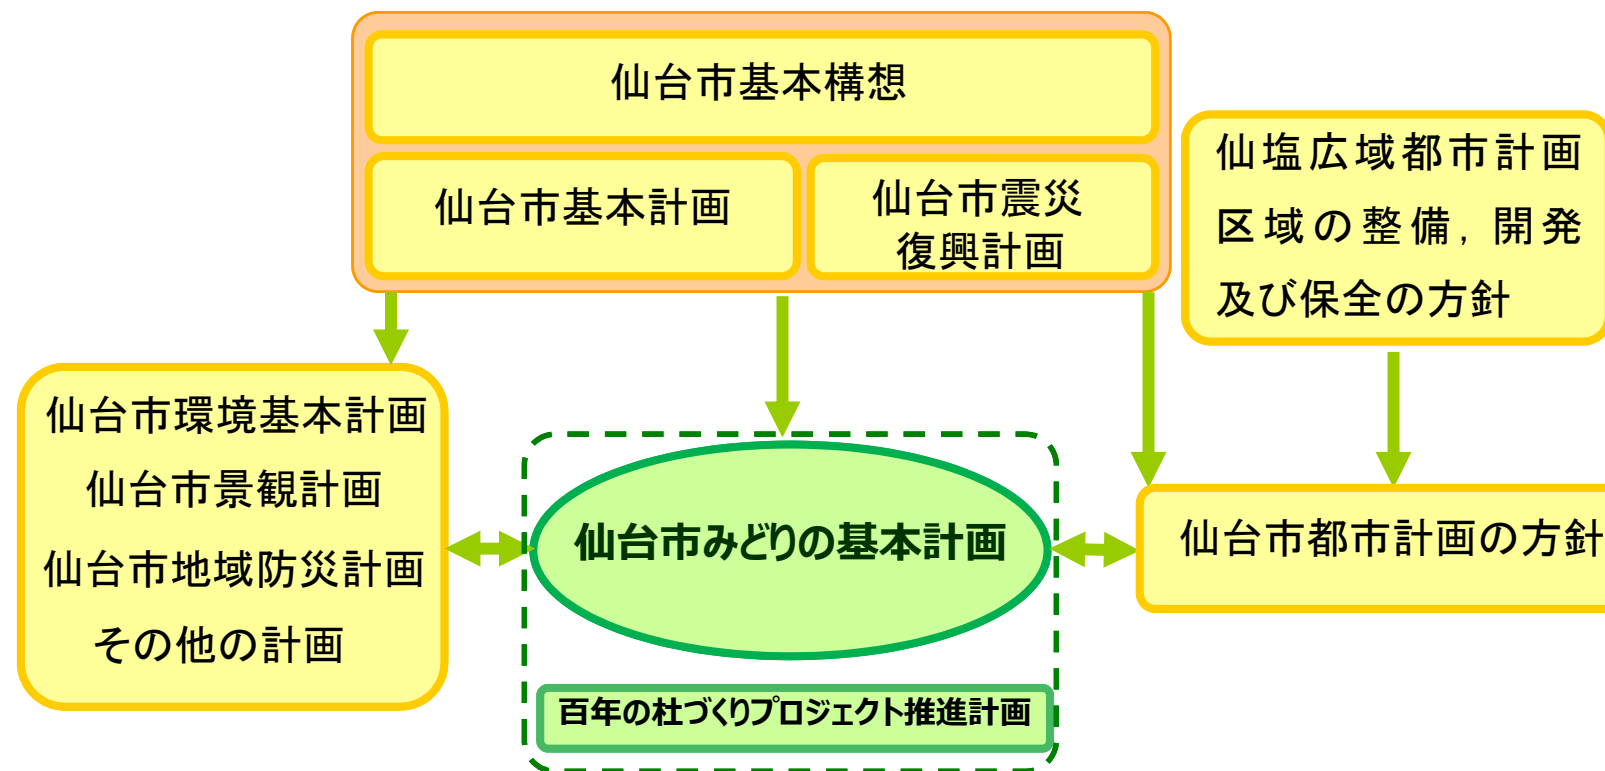 仙台市基本構想
仙台市基本計画
仙台市震災
復興計画
仙塩広域都市計画
区域の整備，開発
及び保全の方針
仙台市環境基本計画
仙台市景観計画
仙台市地域防災計画
その他の計画
仙台市みどりの基本計画
百年の杜づくりプロジェクト推進計画
仙台市都市計画の方針